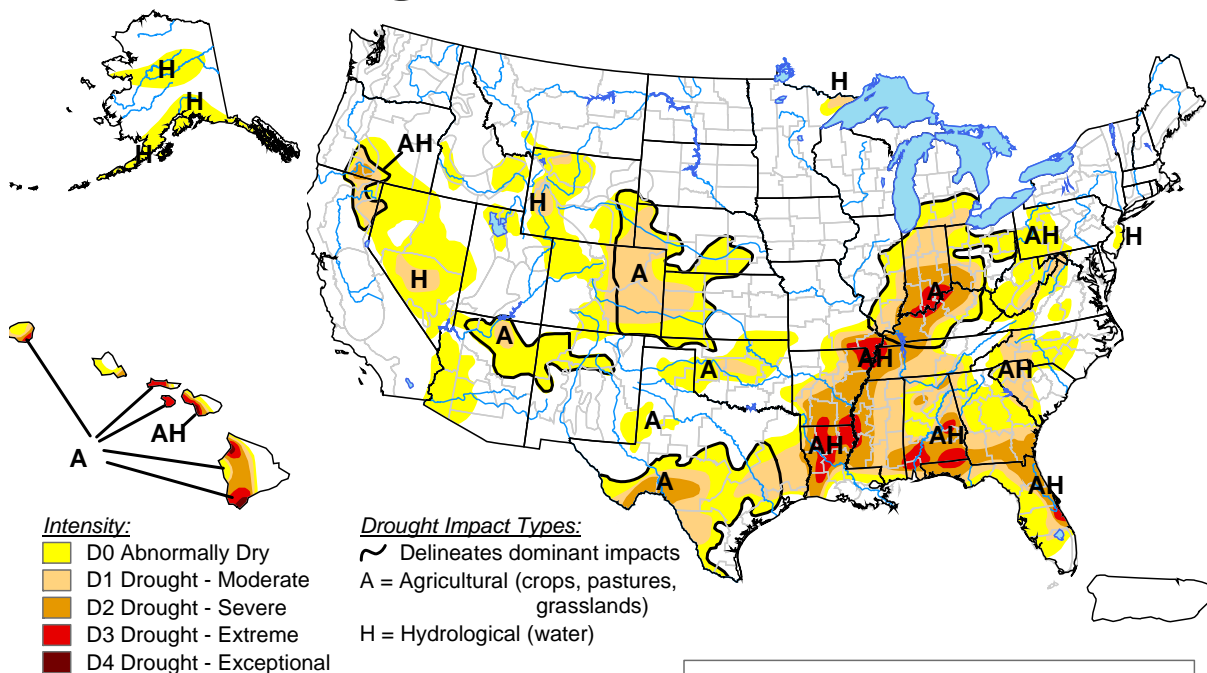 H
H
H
H
AH
H
H
A
AH
H
A
A
A
AH
A
AH
A
AH
AH
A
AH
A
AH
Intensity:
D0 Abnormally Dry
D1 Drought - Moderate
D2 Drought - Severe
D3 Drought - Extreme
D4 Drought - Exceptional
Drought Impact Types:
Delineates dominant impacts
A = Agricultural (crops, pastures,
grasslands)
H = Hydrological (water)